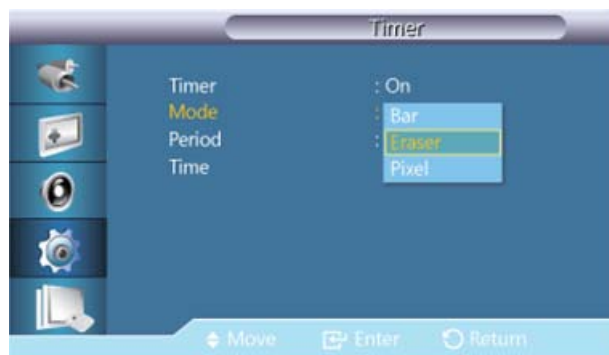 Timer
Timer : On
Mode : Bar
Period : Eraser
Time Pixel
Move Enter Return